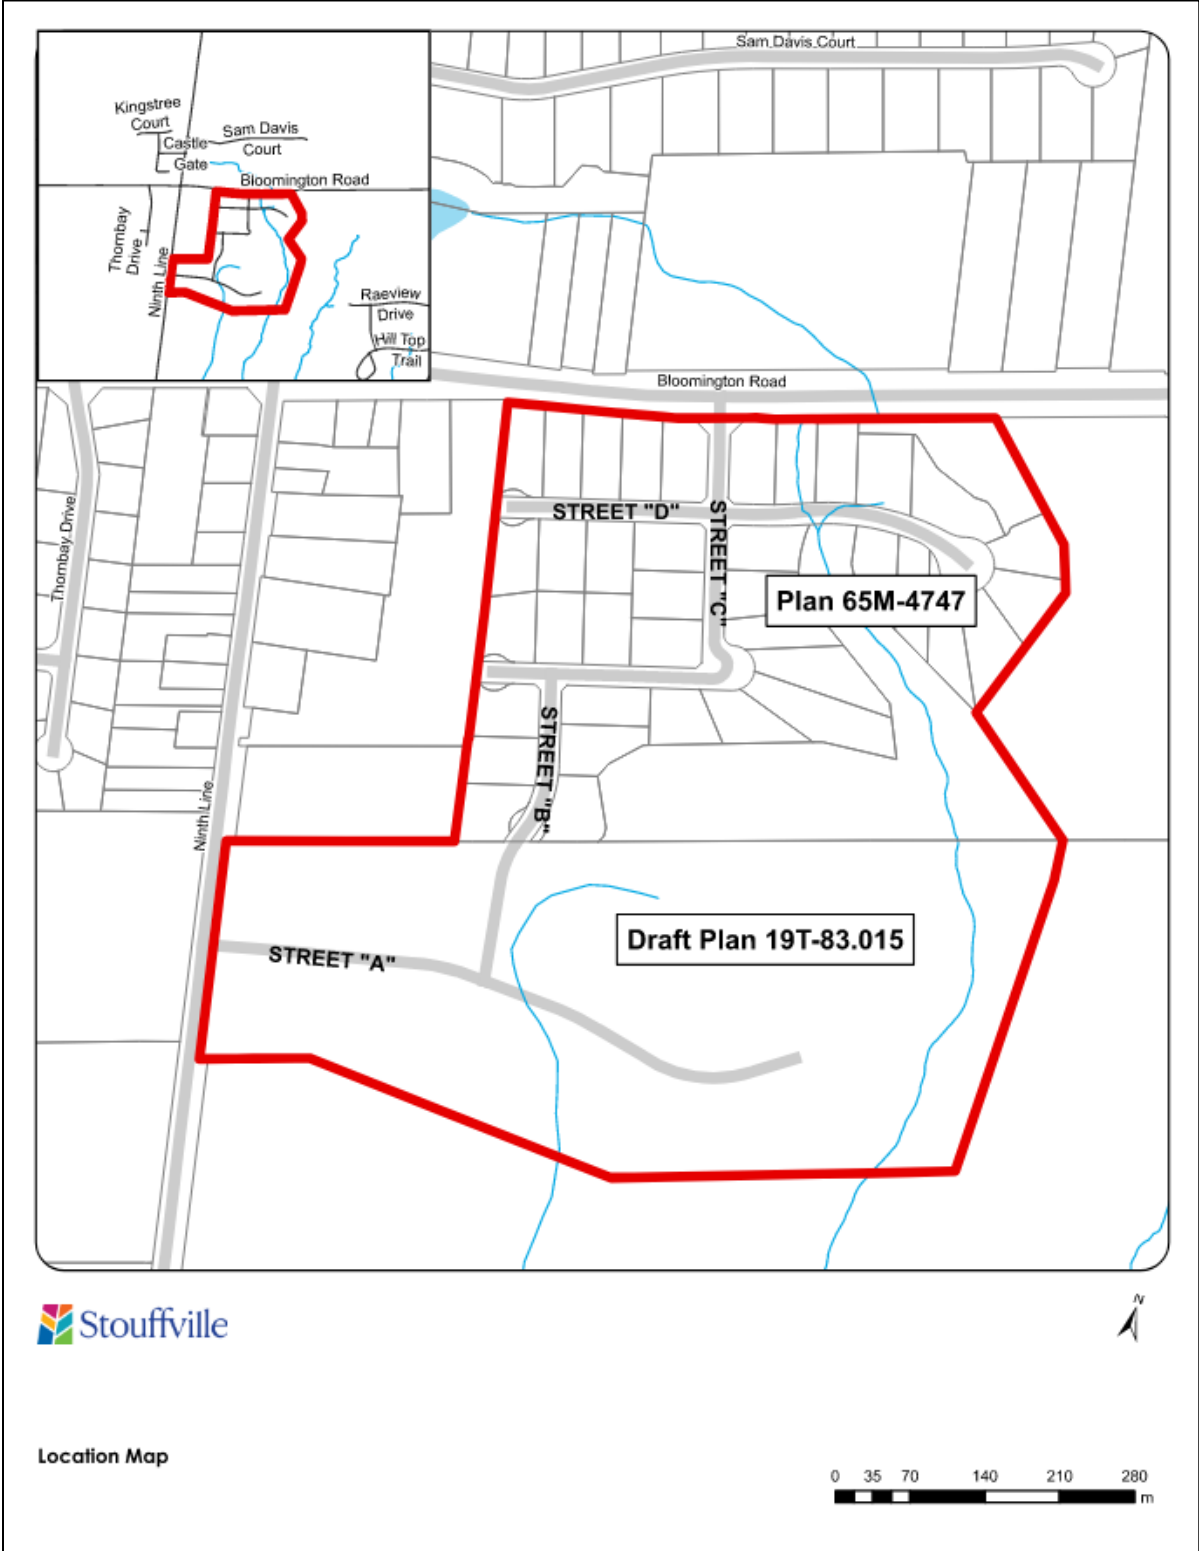 Sam Davis Court
Kingstree
Court
Castle
Gate
Sam Davis
Court
Bloomington Road
Thornbay
Drive
Ninth Line
Raeview
Drive
Hill Top
Trail
Bloomington Road
Thornbay Drive
STREET "D"
STREET "C"
Plan 65M-4747
STREET "B"
Ninth Line
Draft Plan 19T-83.015
STREET "A"
Stouffville
N
Location Map
0 35 70 140 210 280
m